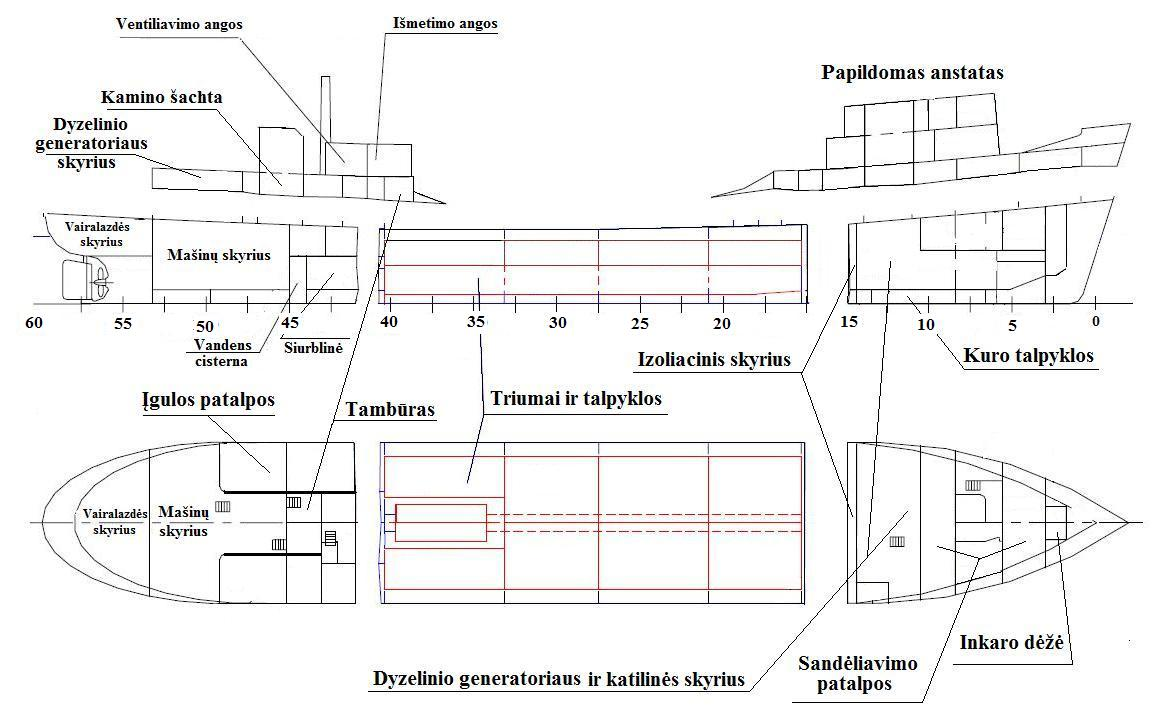 Ventiliavimo angos
Išmetimo angos
Papildomas anstatas
Kamino šachta
Dyzelinio
generatoriaus
skyrius
Vairalazdės
skyrius
Mašinų skyrius
60
55
50
45
40
35
30
25
20
15
10
5
0
Vandens
cisterna
Siurblinė
Izoliacinis skyrius
Kuro talpyklos
Įgulos patalpos
Tambūras
Triumai ir talpyklos
Vairalazdės
skyrius
Mašinų
skyrius
Dyzelinio generatoriaus ir katilinės skyrius
Sandėliavimo
patalpos
Inkaro dėžė